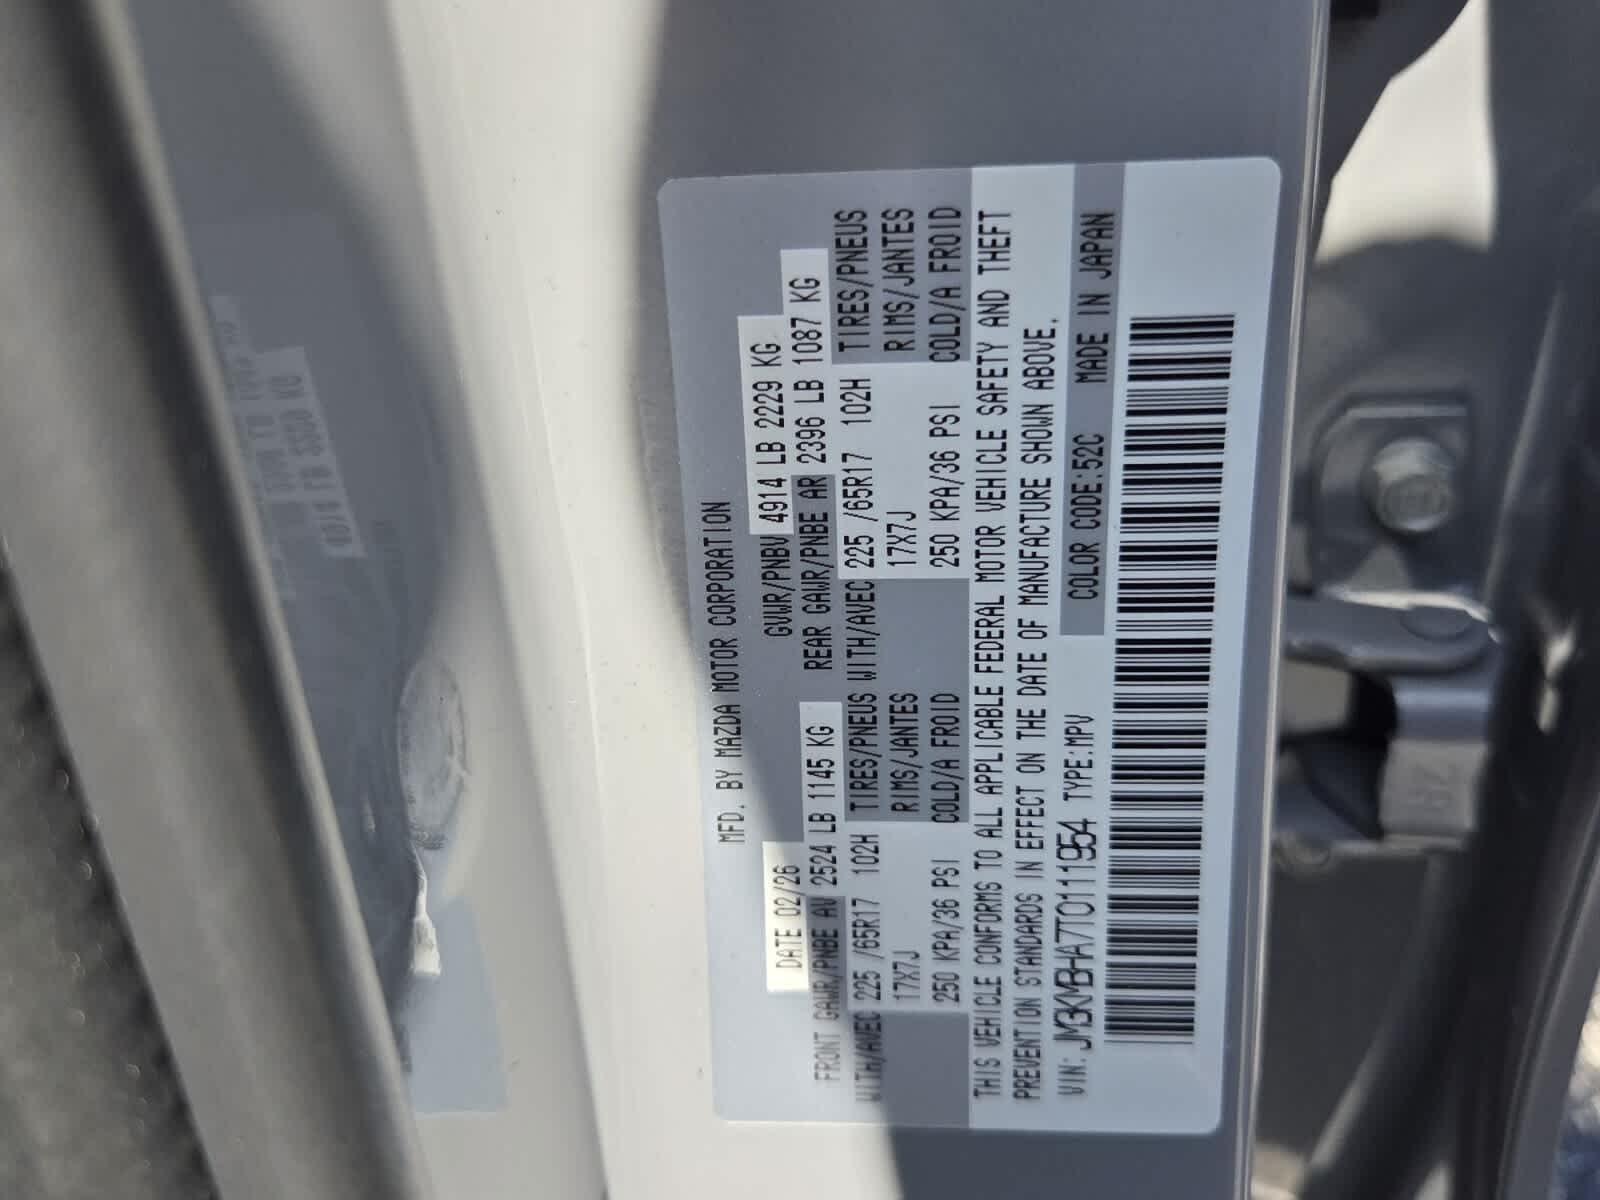 MFD. BY MAZDA MOTOR CORPORATION
DATE 02/26 GVWR/PNBV 4914 LB 2229 KG
FRONT GAWR/PNBE AV 2524 LB 1145 KG REAR GAWR/PNBE AR 2396 LB 1087 KG
WITH/AVEC 225 /65R17 102H TIRES/PNEUS WITH/AVEC 225 /65R17 102H TIRES/PNEUS
17X7J RIMS/JANTES 17X7J RIMS/JANTES
250 KPA/36 PSI COLD/A FROID 250 KPA/36 PSI COLD/A FROID
THIS VEHICLE CONFORMS TO ALL APPLICABLE FEDERAL MOTOR VEHICLE SAFETY AND THEFT
PREVENTION STANDARDS IN EFFECT ON THE DATE OF MANUFACTURE SHOWN ABOVE.
VIN: JM3KMBHA7T0111954 TYPE:MPV COLOR CODE:52C MADE IN JAPAN